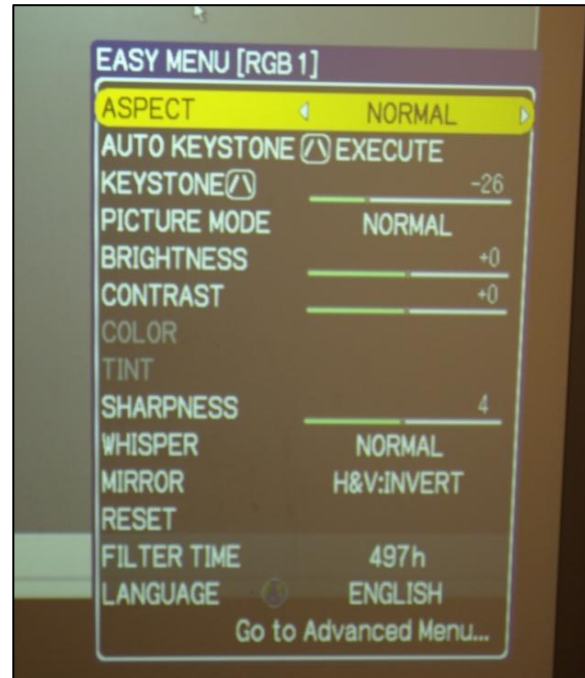 EASY MENU [RGB 1]
ASPECT NORMAL
AUTO KEYSTONE EXECUTE
KEYSTONE -26
PICTURE MODE NORMAL
BRIGHTNESS +0
CONTRAST +0
COLOR
TINT
SHARPNESS 4
WHISPER NORMAL
MIRROR H&V:INVERT
RESET
FILTER TIME 497h
LANGUAGE ENGLISH
Go to Advanced Menu...